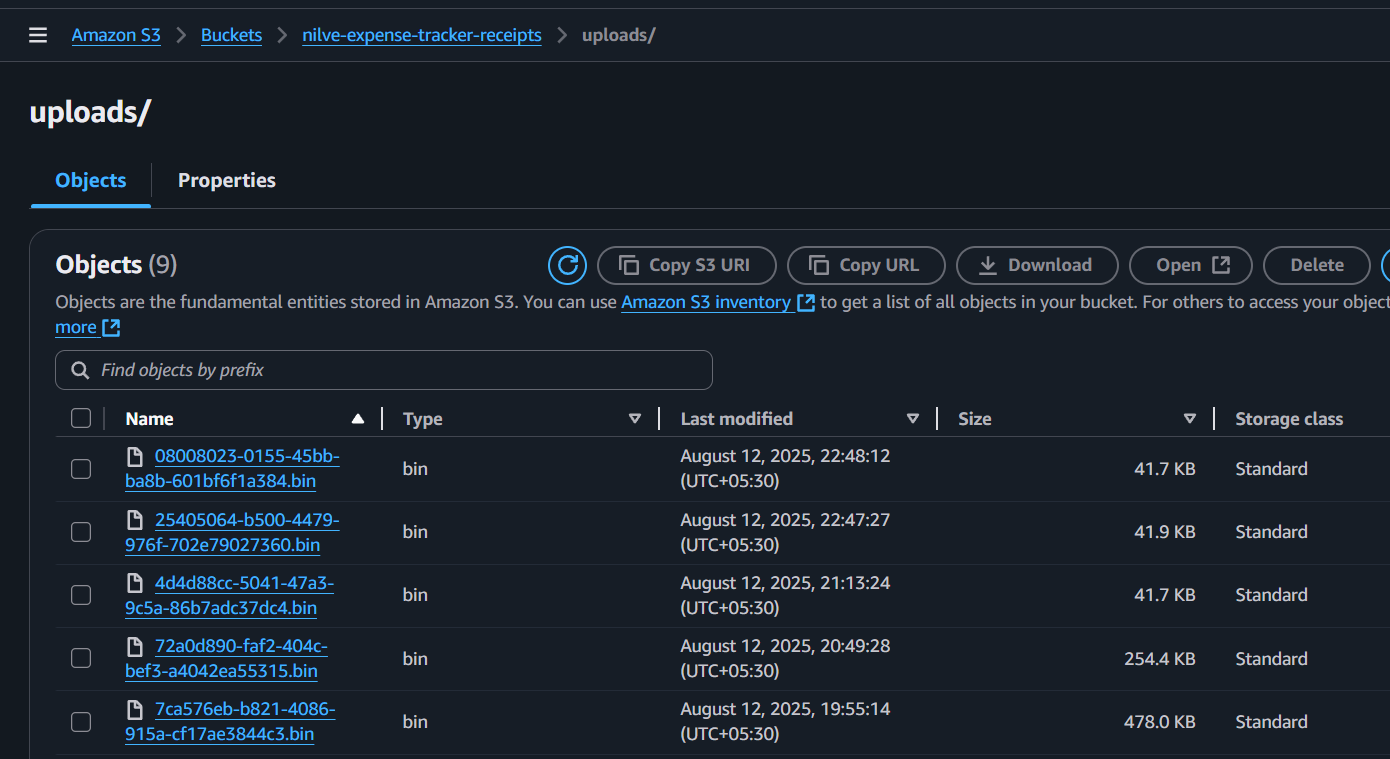 Amazon S3 > Buckets > nilve-expense-tracker-receipts > uploads/
uploads/
Objects Properties
Objects (9) Copy S3 URI Copy URL Download Open Delete
Objects are the fundamental entities stored in Amazon S3. You can use Amazon S3 inventory to get a list of all objects in your bucket. For others to access your object
more
Find objects by prefix
Name Type Last modified Size Storage class
08008023-0155-45bb- August 12, 2025, 22:48:12
bin 41.7 KB Standard
ba8b-601bf6f1a384.bin (UTC+05:30)
25405064-b500-4479- August 12, 2025, 22:47:27
bin 41.9 KB Standard
976f-702e79027360.bin (UTC+05:30)
4d4d88cc-5041-47a3- August 12, 2025, 21:13:24
bin 41.7 KB Standard
9c5a-86b7adc37dc4.bin (UTC+05:30)
72a0d890-faf2-404c- August 12, 2025, 20:49:28
bin 254.4 KB Standard
bef3-a4042ea55315.bin (UTC+05:30)
7ca576eb-b821-4086- August 12, 2025, 19:55:14
bin 478.0 KB Standard
915a-cf17ae3844c3.bin (UTC+05:30)